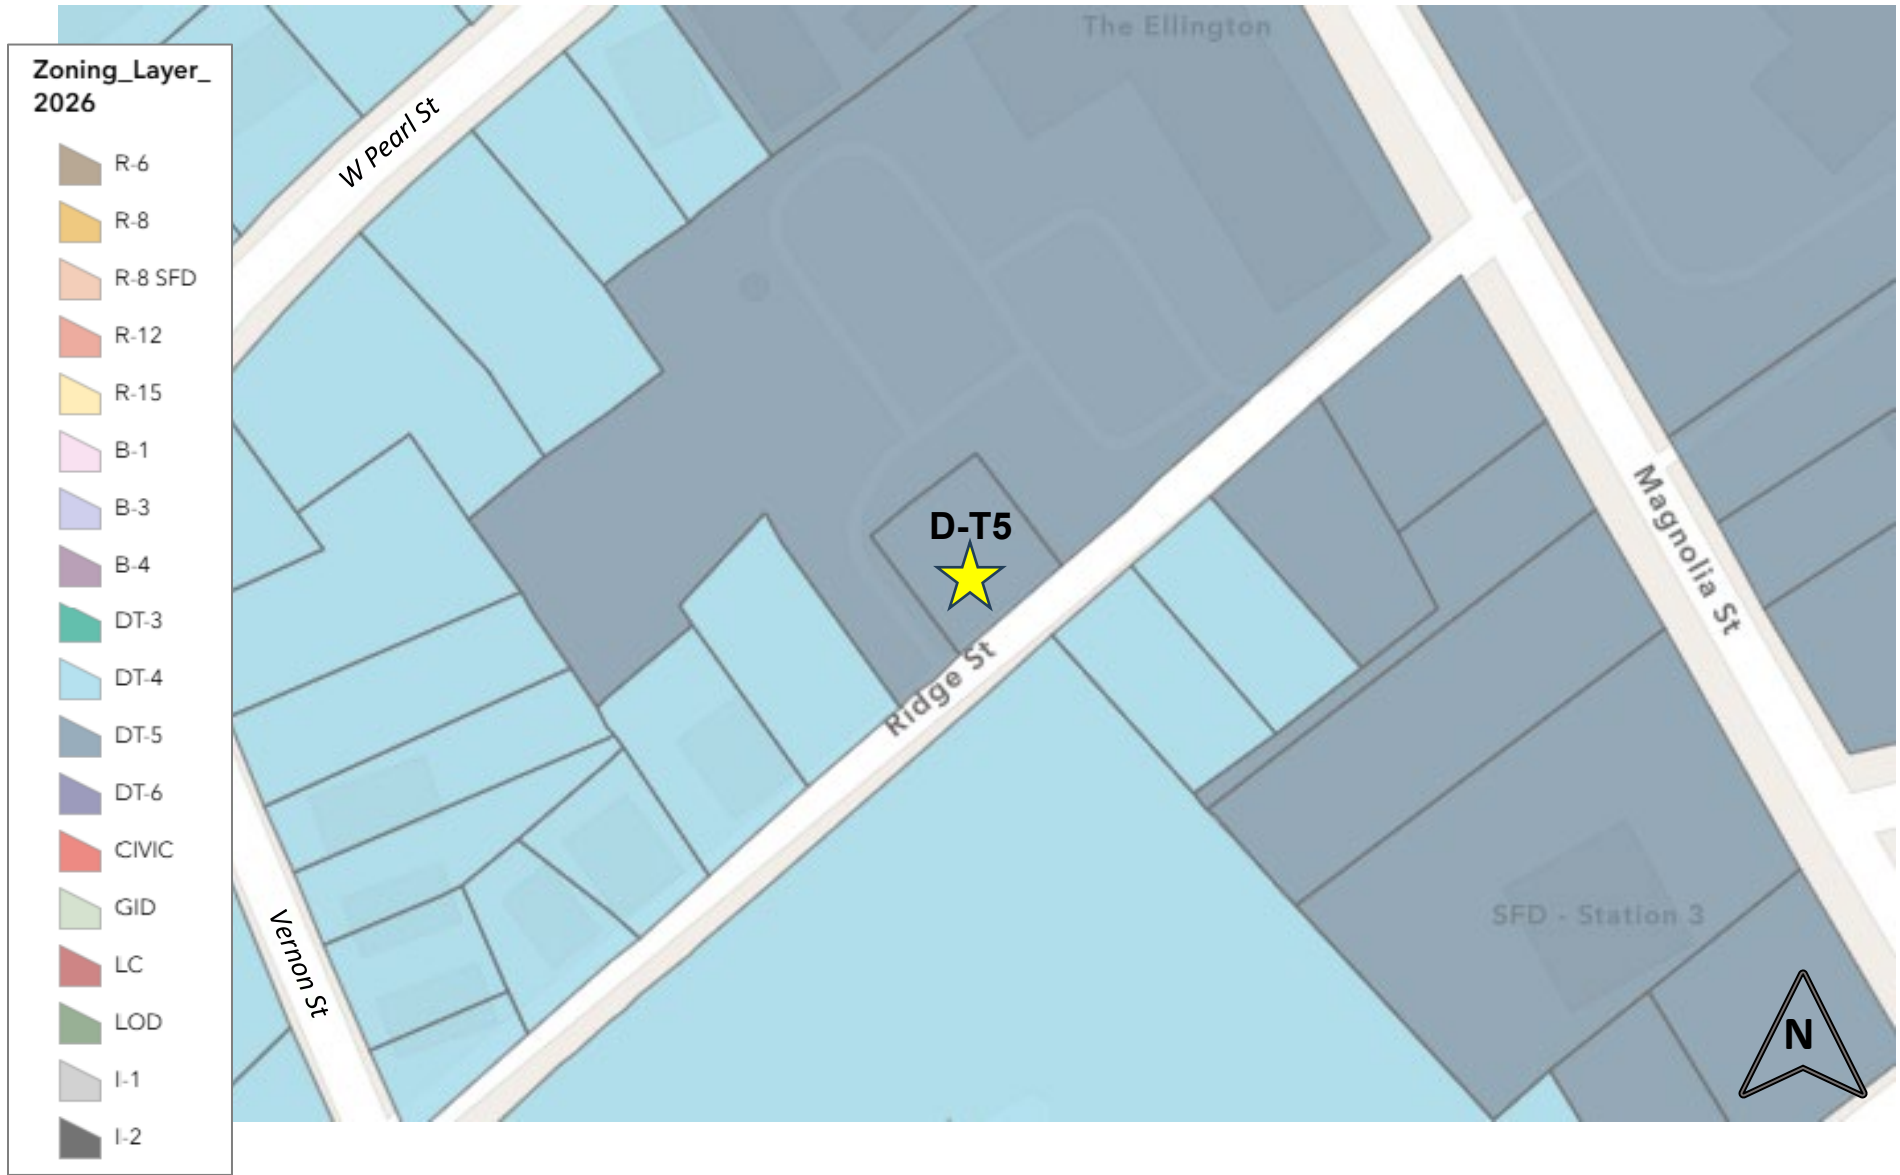 Zoning_Layer_
2026
R-6
R-8
R-8 SFD
R-12
R-15
B-1
B-3
B-4
DT-3
DT-4
DT-5
DT-6
CIVIC
GID
LC
LOD
I-1
I-2
The Ellington
W Pearl St
D-T5
Ridge St
Magnolia St
Vernon St
SFD - Station 3
N